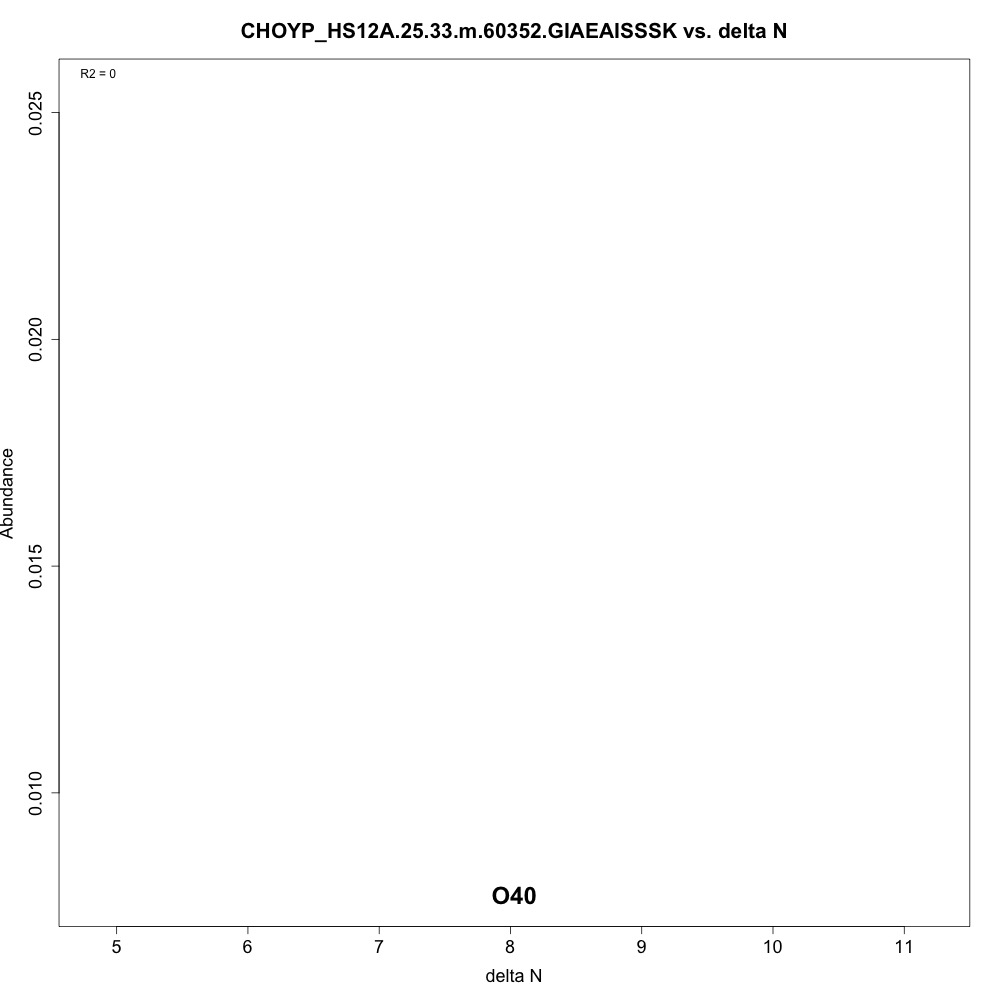 CHOYP_HS12A.25.33.m.60352.GIAEAISSSK vs. delta N
R2 = 0
0.025
0.020
0.015
0.010
Abundance
O40
5 6 7 8 9 10 11
delta N